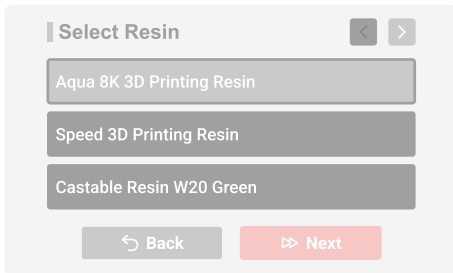 Select Resin
Aqua 8K 3D Printing Resin
Speed 3D Printing Resin
Castable Resin W20 Green
Back
Next